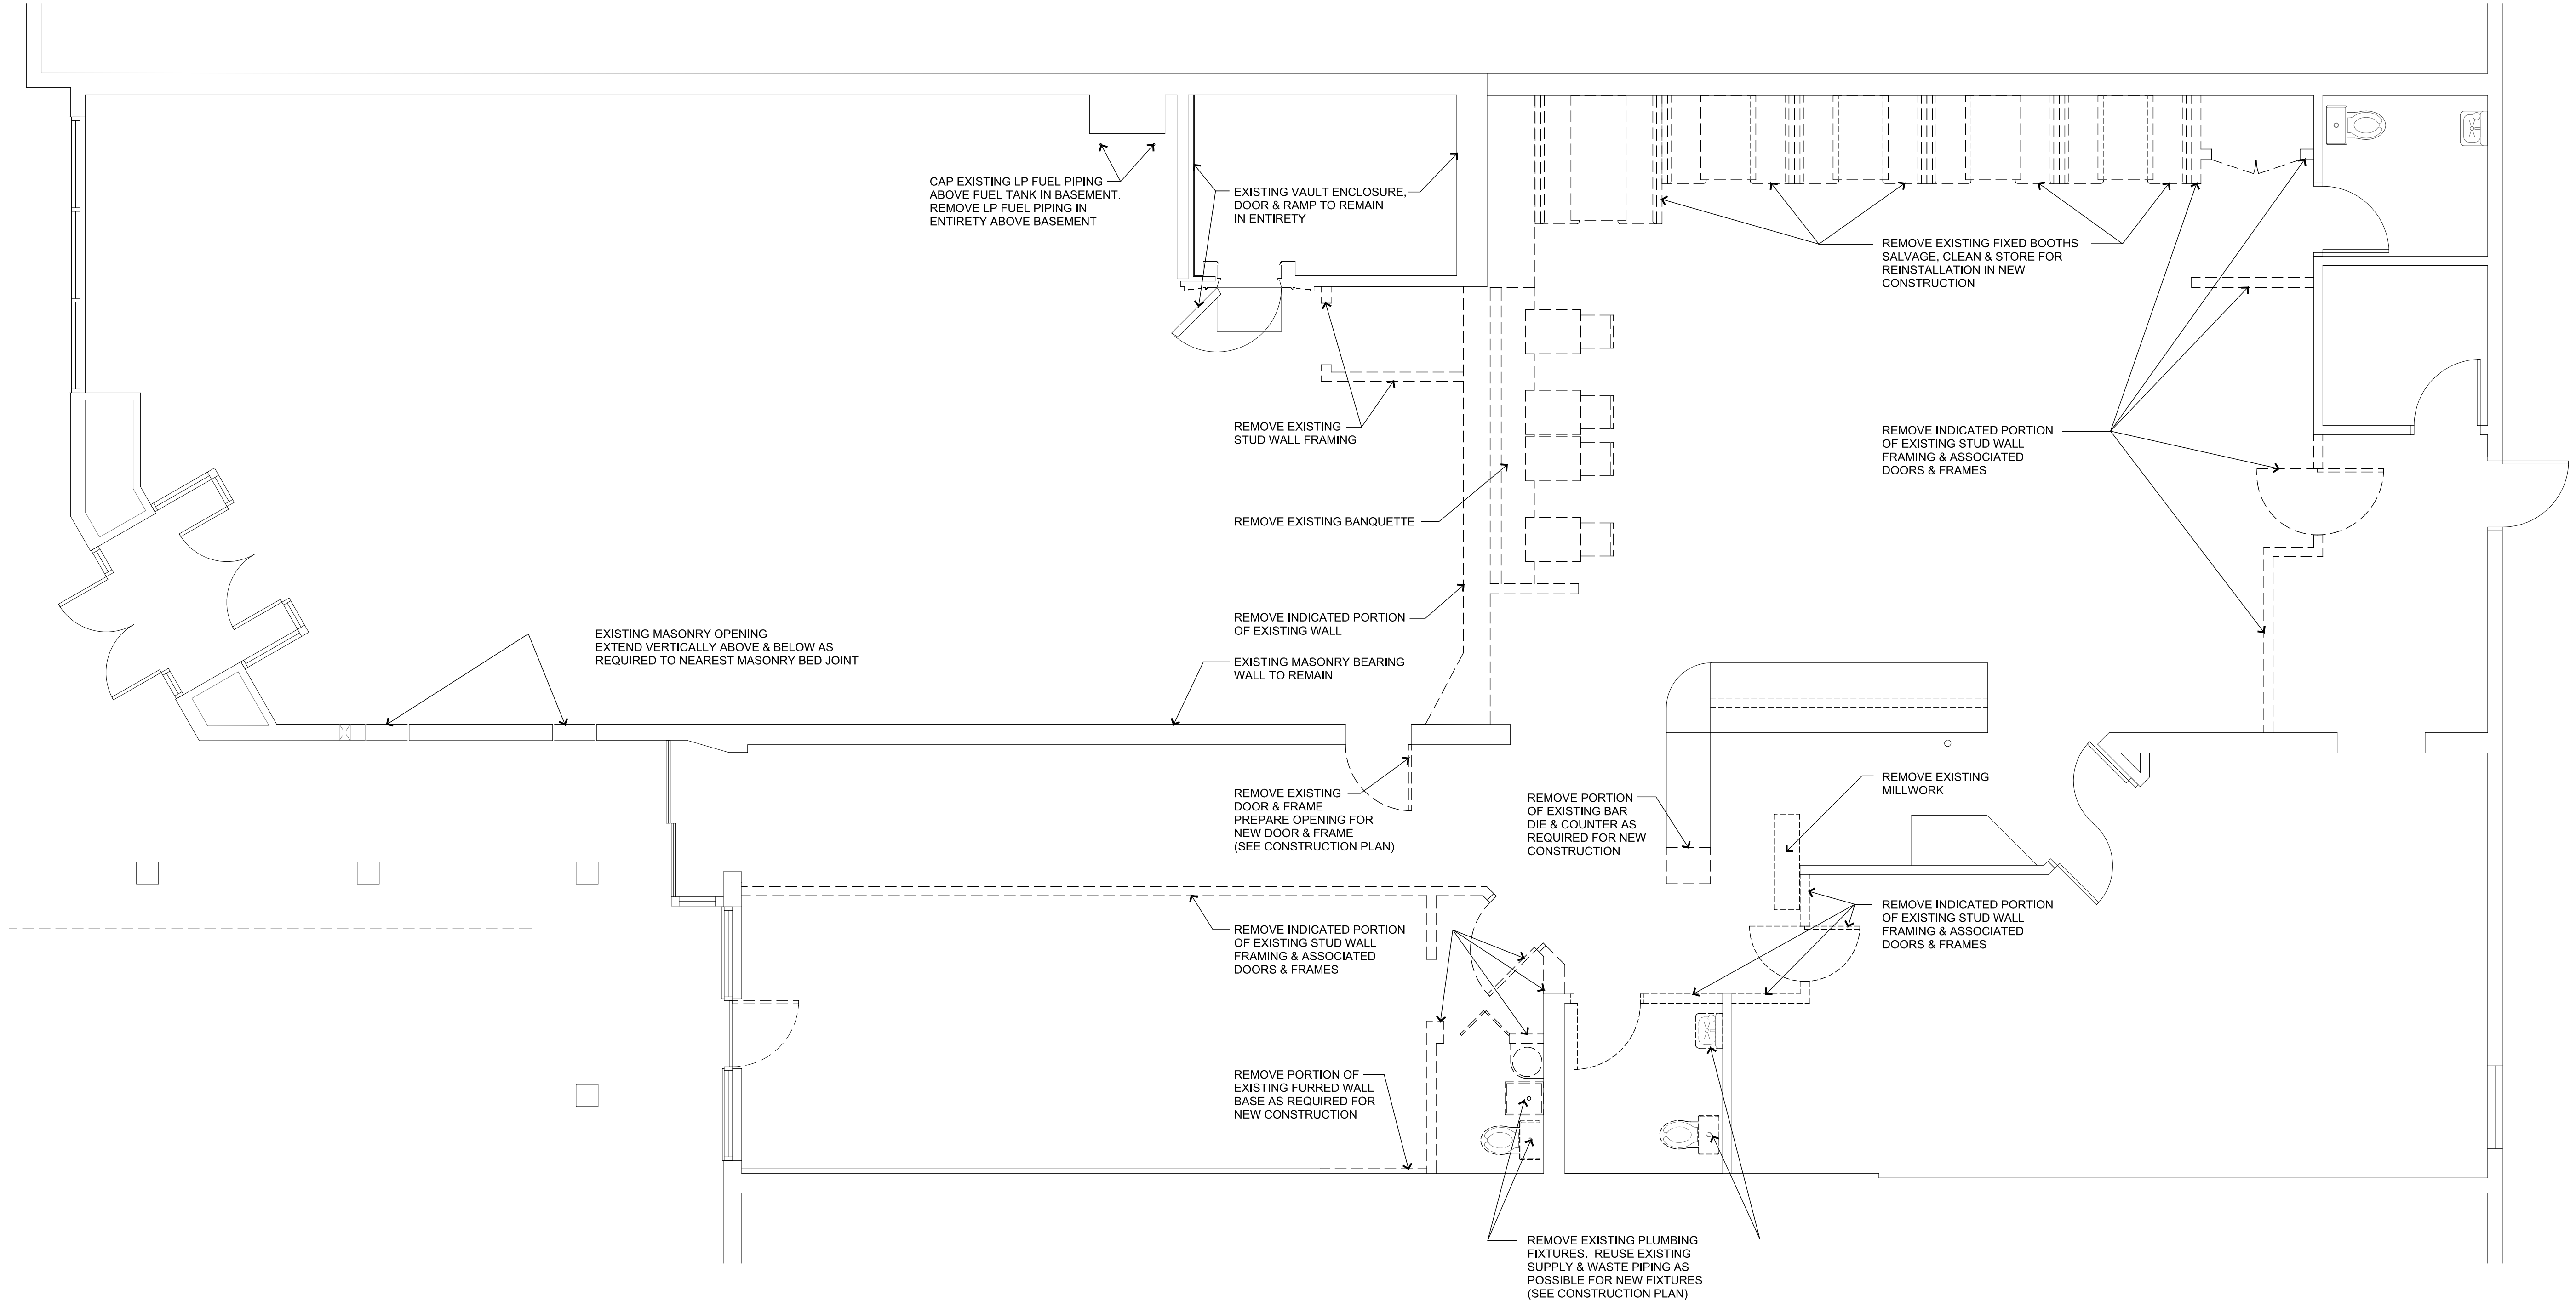 CAP EXISTING LP FUEL PIPING
ABOVE FUEL TANK IN BASEMENT.
REMOVE LP FUEL PIPING IN
ENTIRETY ABOVE BASEMENT
EXISTING VAULT ENCLOSURE,
DOOR & RAMP TO REMAIN
IN ENTIRETY
REMOVE EXISTING FIXED BOOTHS
SALVAGE, CLEAN & STORE FOR
REINSTALLATION IN NEW
CONSTRUCTION
REMOVE EXISTING
STUD WALL FRAMING
REMOVE INDICATED PORTION
OF EXISTING STUD WALL
FRAMING & ASSOCIATED
DOORS & FRAMES
REMOVE EXISTING BANQUETTE
REMOVE INDICATED PORTION
OF EXISTING WALL
EXISTING MASONRY OPENING
EXTEND VERTICALLY ABOVE & BELOW AS
REQUIRED TO NEAREST MASONRY BED JOINT
EXISTING MASONRY BEARING
WALL TO REMAIN
REMOVE EXISTING
DOOR & FRAME
PREPARE OPENING FOR
NEW DOOR & FRAME
(SEE CONSTRUCTION PLAN)
REMOVE PORTION
OF EXISTING BAR
DIE & COUNTER AS
REQUIRED FOR NEW
CONSTRUCTION
REMOVE EXISTING
MILLWORK
REMOVE INDICATED PORTION
OF EXISTING STUD WALL
FRAMING & ASSOCIATED
DOORS & FRAMES
REMOVE INDICATED PORTION
OF EXISTING STUD WALL
FRAMING & ASSOCIATED
DOORS & FRAMES
REMOVE PORTION OF
EXISTING FURRED WALL
BASE AS REQUIRED FOR
NEW CONSTRUCTION
REMOVE EXISTING PLUMBING
FIXTURES. REUSE EXISTING
SUPPLY & WASTE PIPING AS
POSSIBLE FOR NEW FIXTURES
(SEE CONSTRUCTION PLAN)